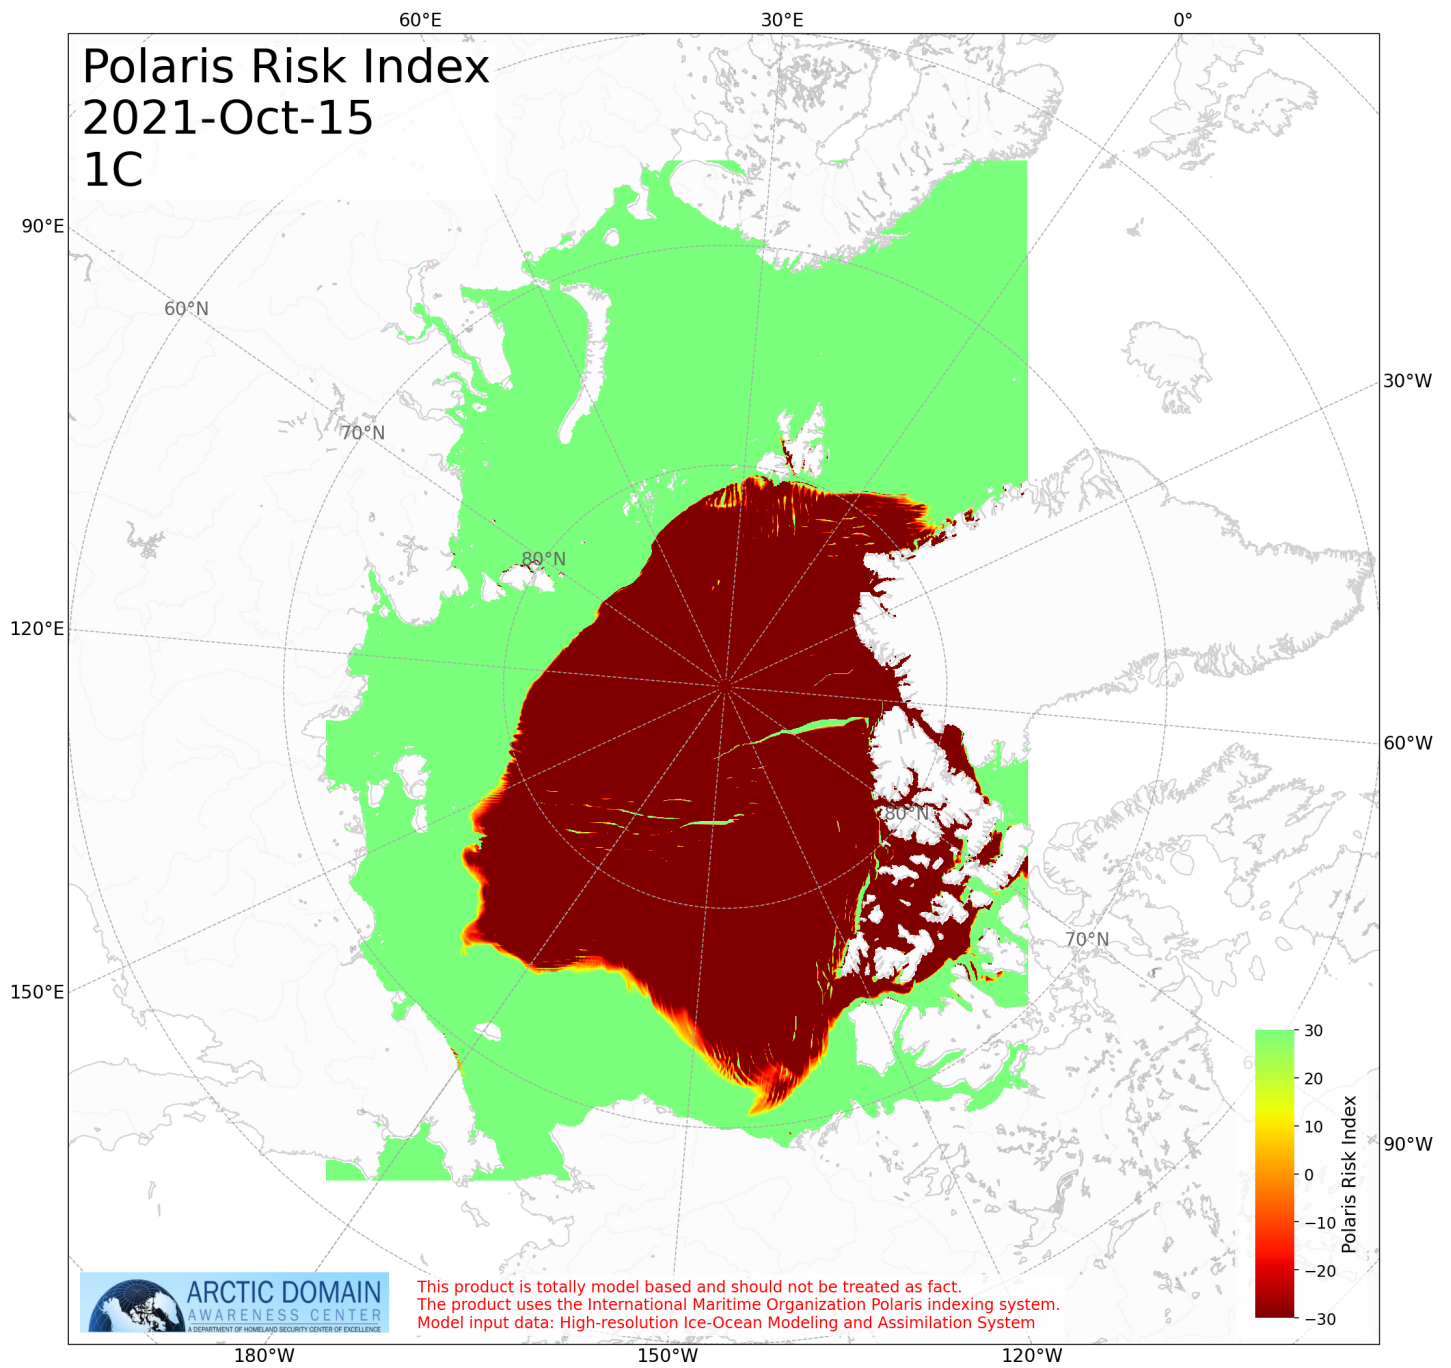 60°E 30°E 0°
Polaris Risk Index
2021-Oct-15
1C
90°E
60°N
30°W
70°N
80°N
120°E
60°W
80°N
70°N
150°E
30
20
10
0
−10
−20
−30
Polaris Risk Index
90°W
ARCTIC DOMAIN
AWARENESS CENTER
A DEPARTMENT OF HOMELAND SECURITY CENTER OF EXCELLENCE
This product is totally model based and should not be treated as fact.
The product uses the International Maritime Organization Polaris indexing system.
Model input data: High-resolution Ice-Ocean Modeling and Assimilation System
180°W 150°W 120°W